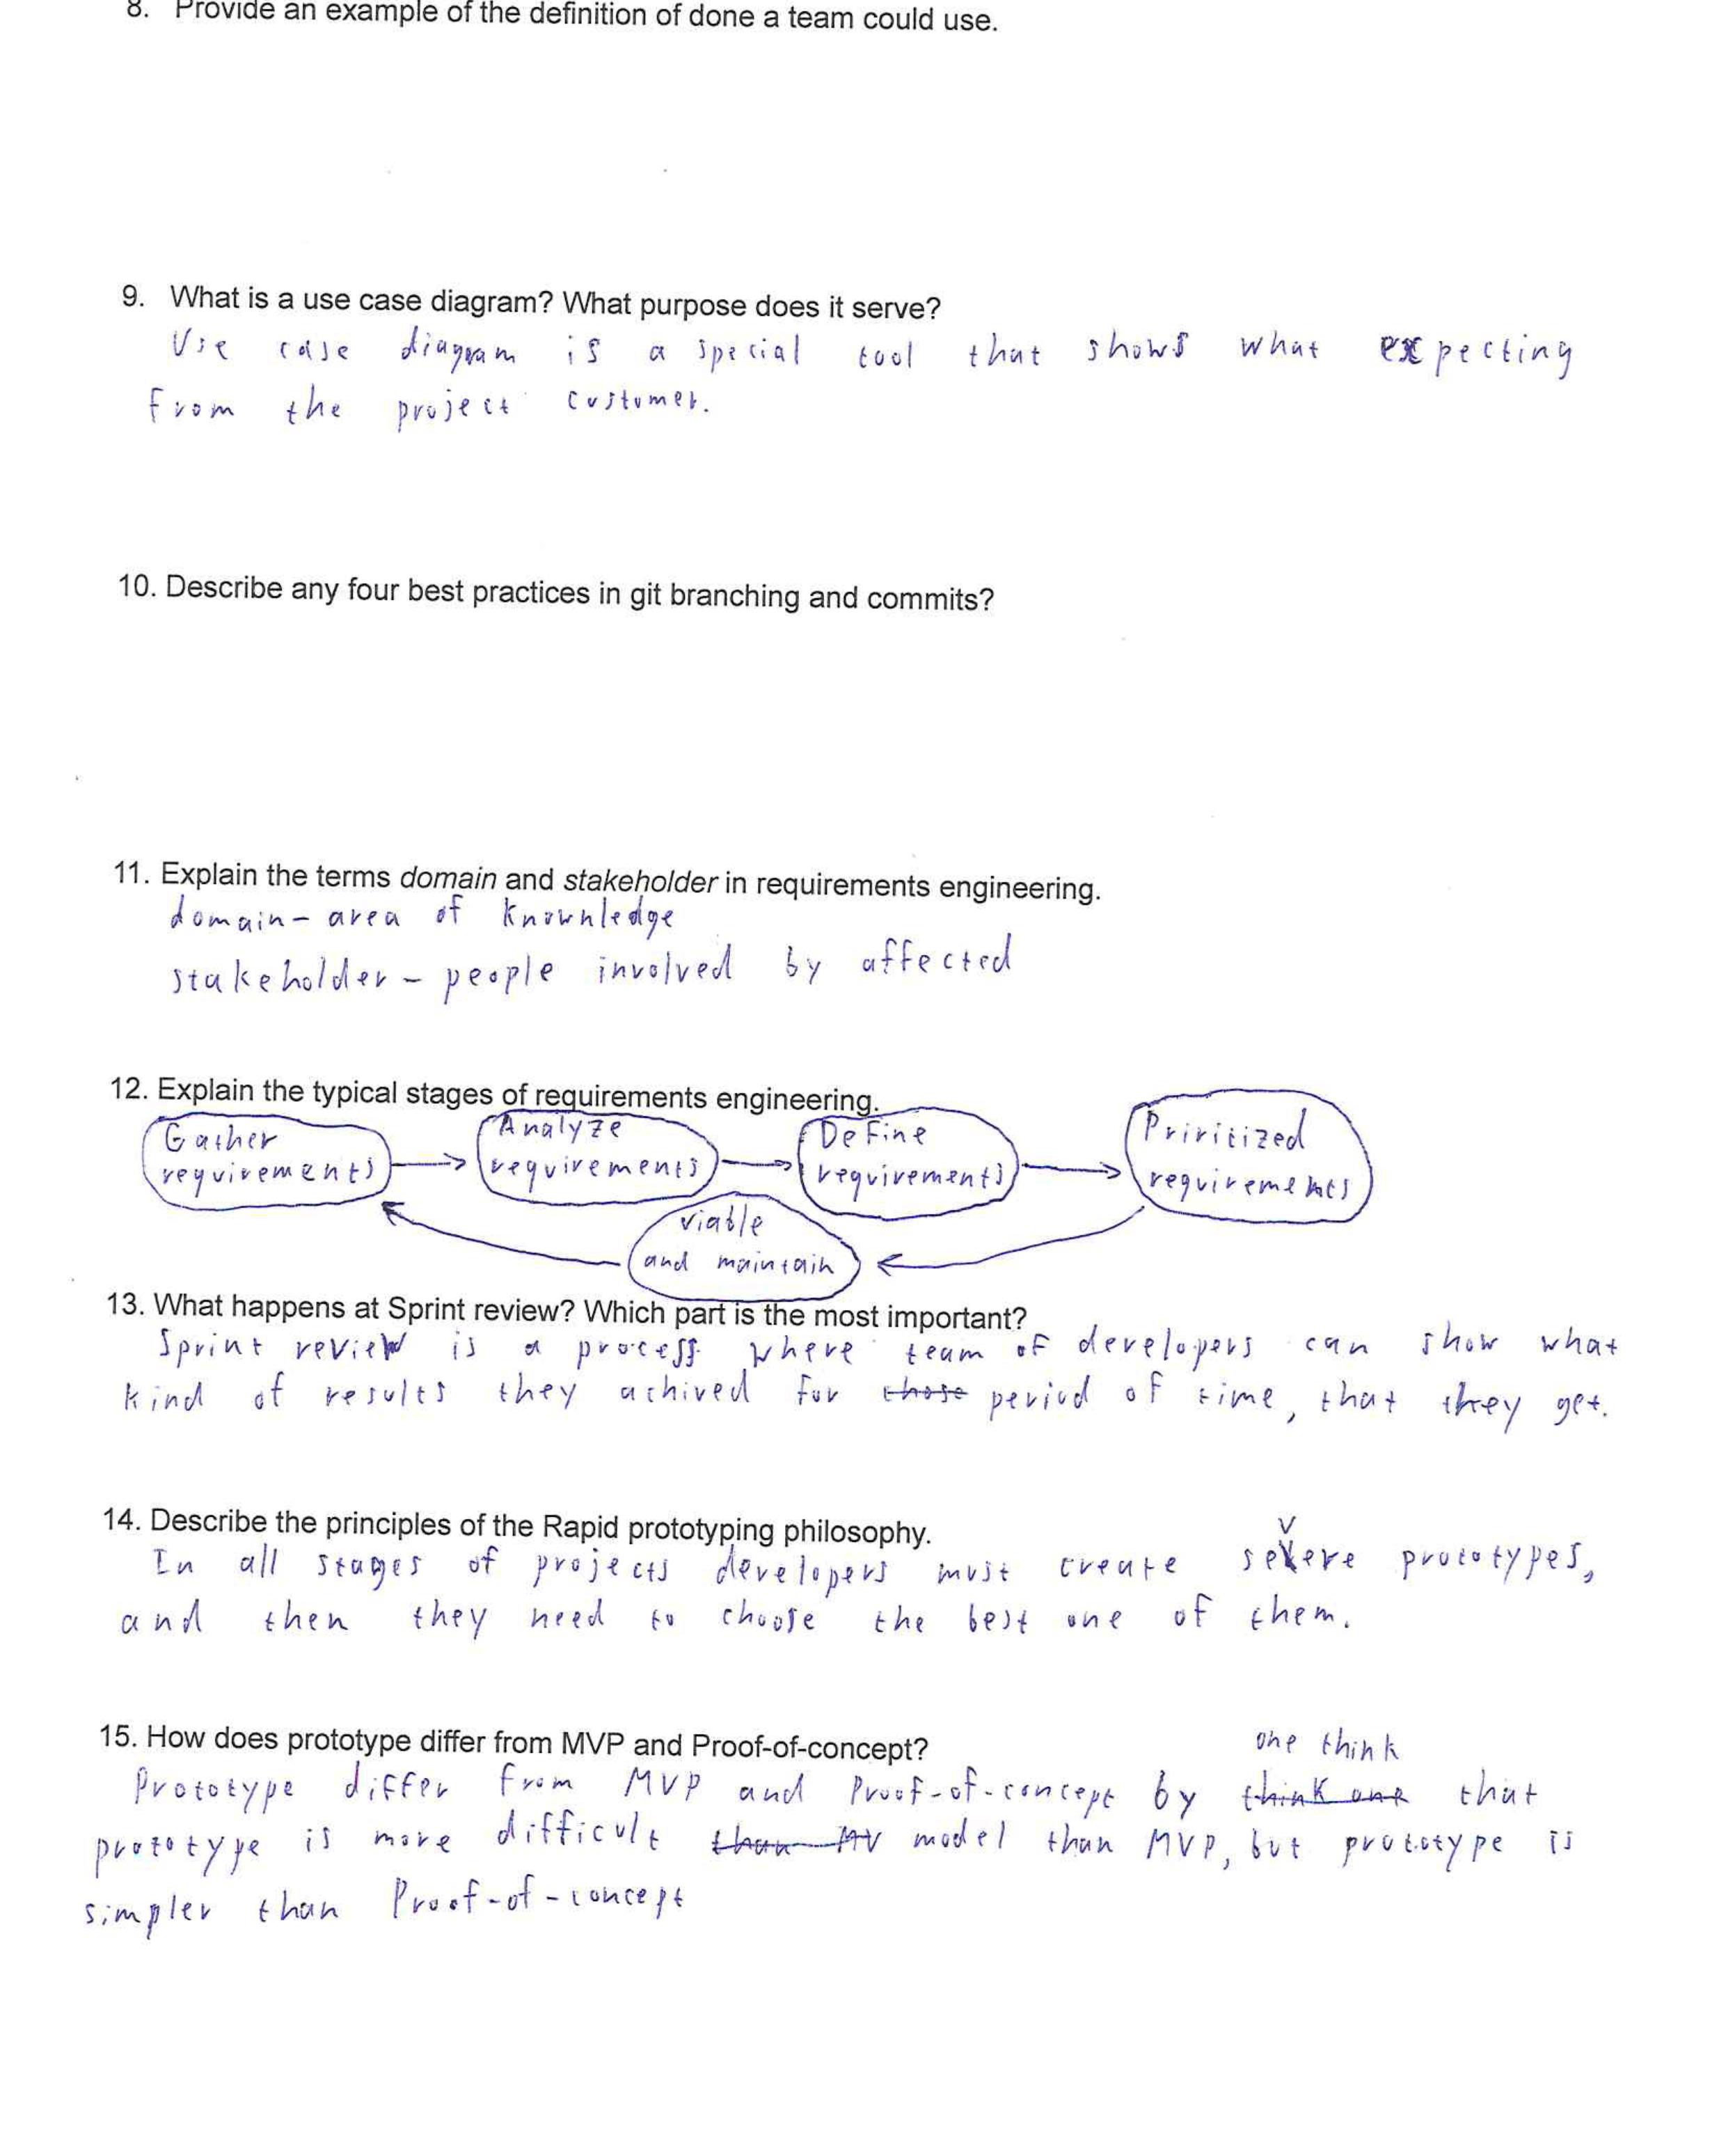 8. Provide an example of the definition of done a team could use.
9. What is a use case diagram? What purpose does it serve?
Use case diagram is a special tool that shows what expecting
from the project customer.
10. Describe any four best practices in git branching and commits?
11. Explain the terms domain and stakeholder in requirements engineering.
domain - area of knownledge
stakeholder - people involved by affected
12. Explain the typical stages of requirements engineering.
Gather
requirements
Analyze
requirements
Define
requirements
Priritized
requirements
viable
and maintain
13. What happens at Sprint review? Which part is the most important?
Sprint review is a process where team of developers can show what
kind of results they achived for those period of time, that they get.
14. Describe the principles of the Rapid prototyping philosophy.
In all stages of projects developers must create severe prototypes,
and then they need to choose the best one of them.
15. How does prototype differ from MVP and Proof-of-concept?
one think
Prototype differ from MVP and Proof-of-concept by think one that
prototype is more difficult than MV model than MVP, but prototype is
simpler than Proof-of-concept